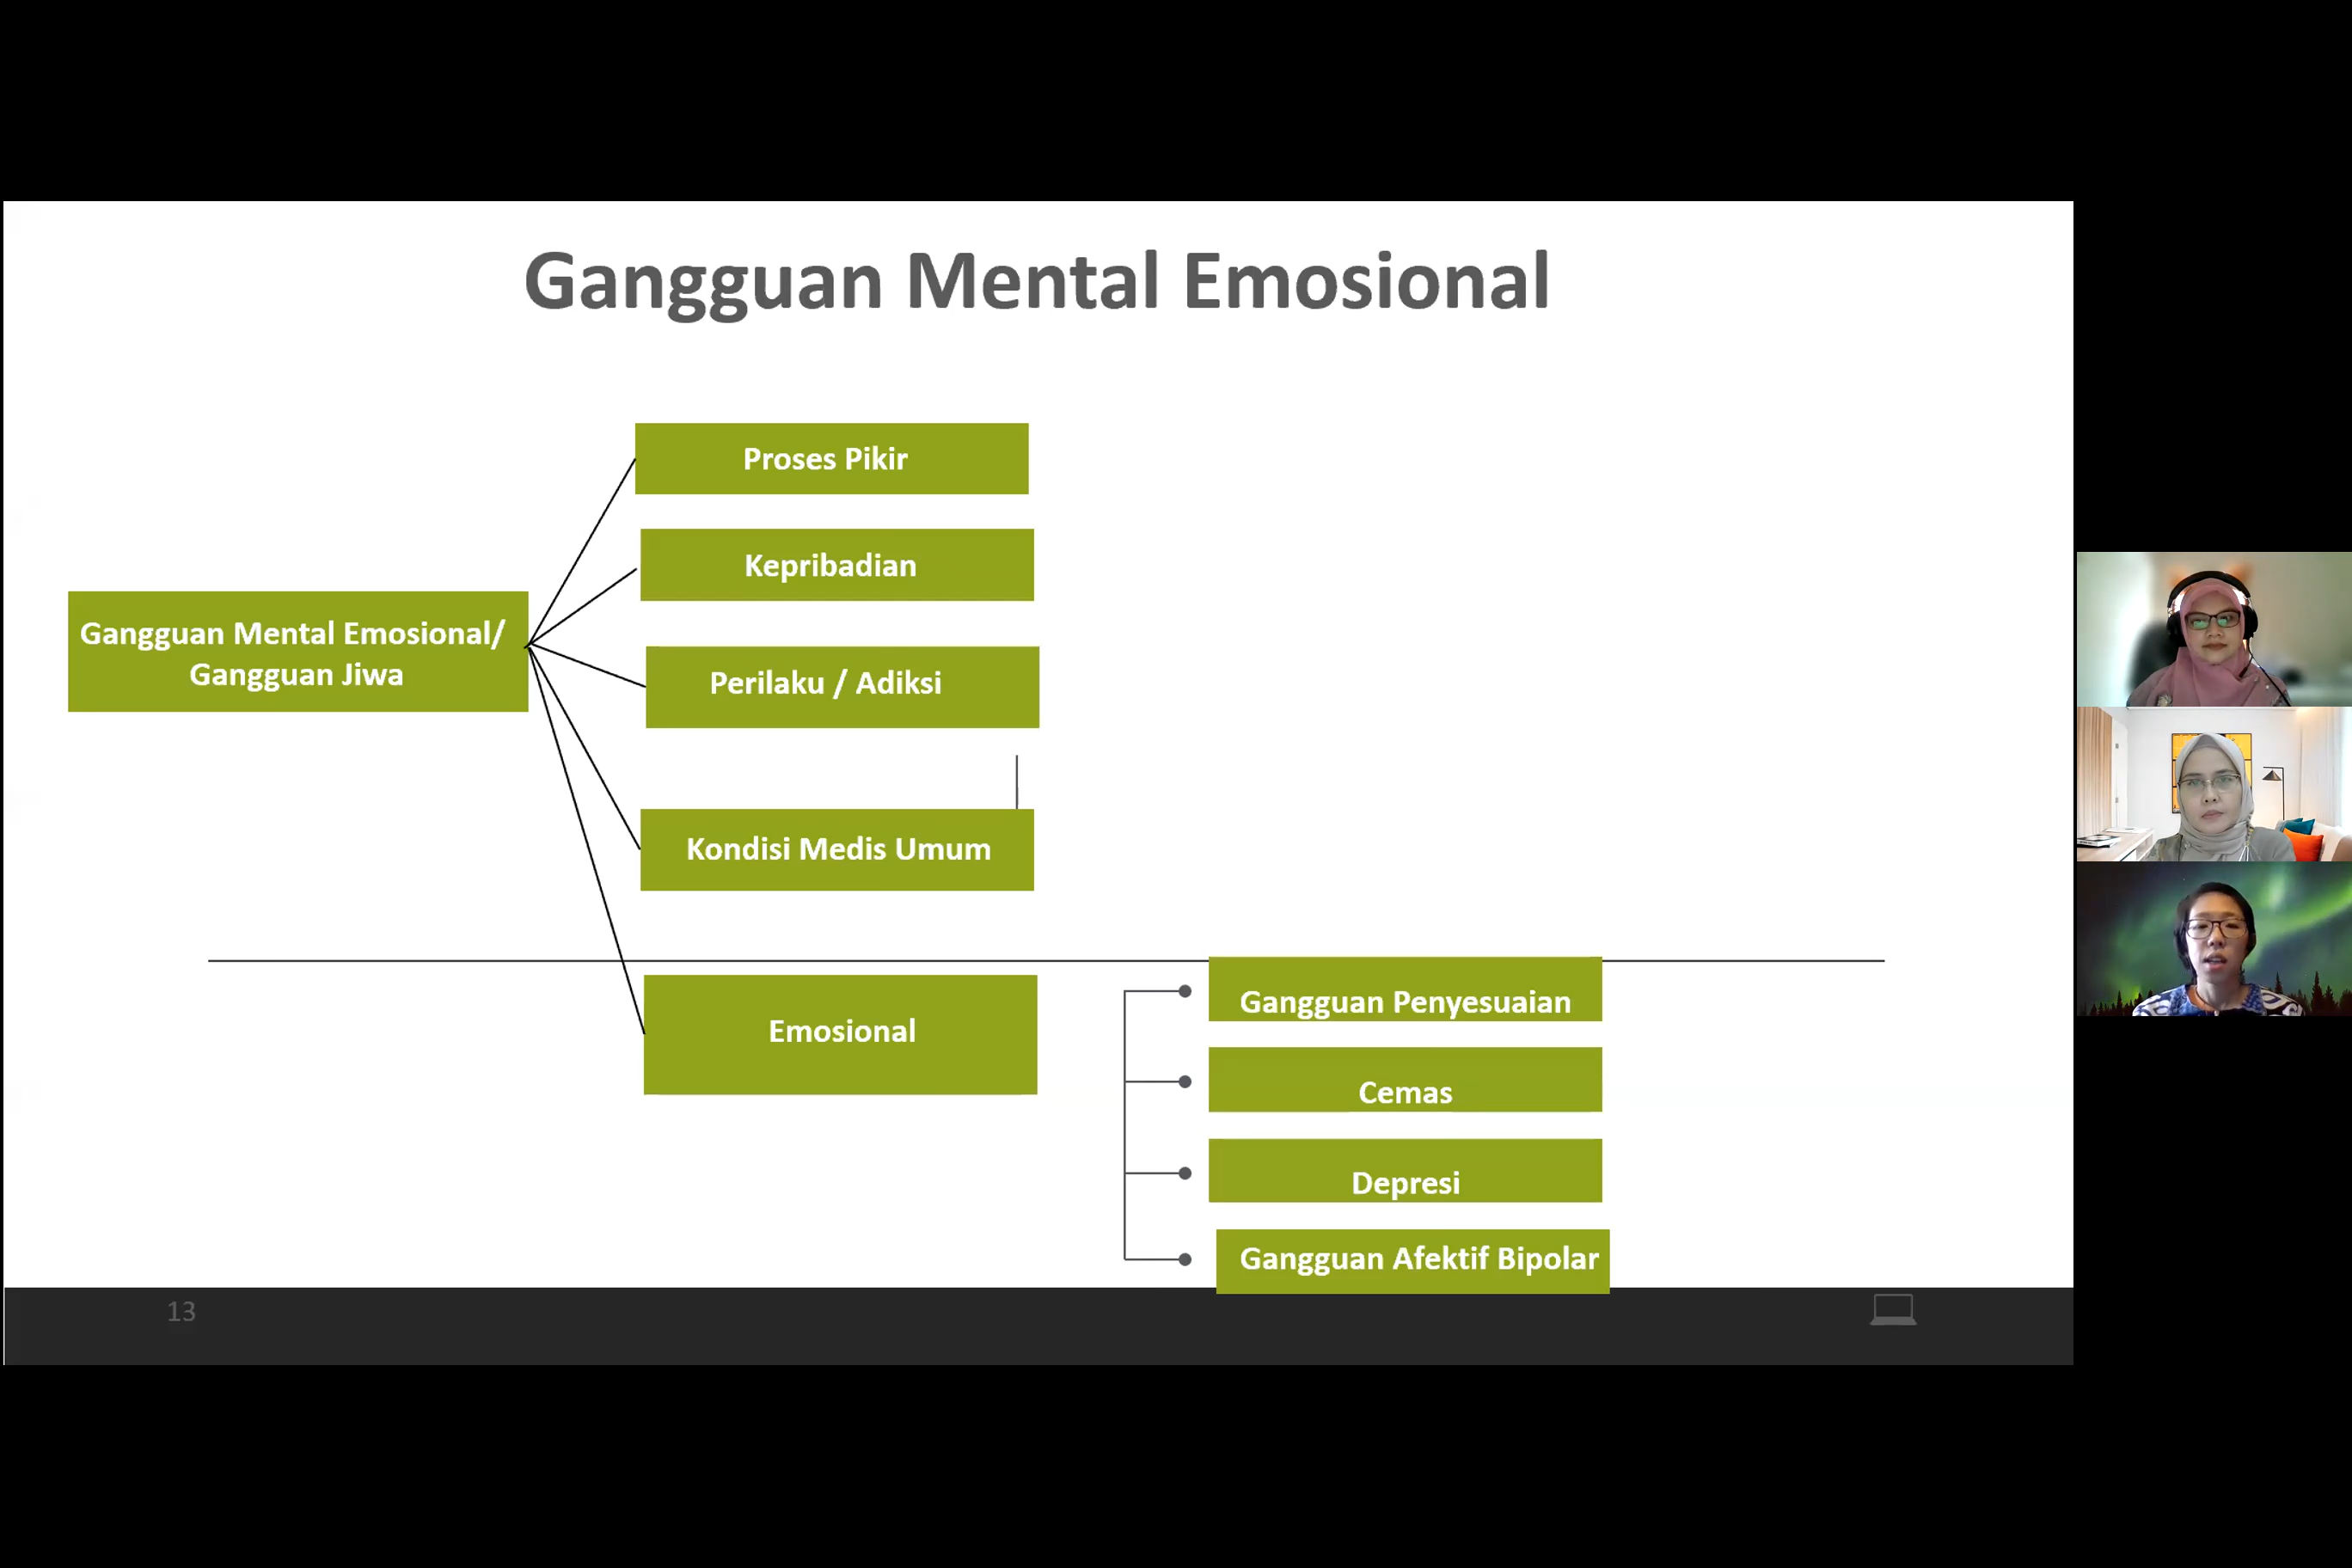 Gangguan Mental Emosional
Gangguan Mental Emosional/
Gangguan Jiwa
Proses Pikir
Kepribadian
Perilaku / Adiksi
Kondisi Medis Umum
Emosional
Gangguan Penyesuaian
Cemas
Depresi
Gangguan Afektif Bipolar
13